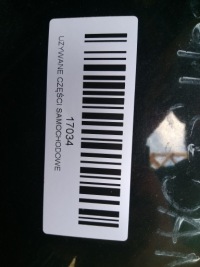 17034
UŻYWANE CZĘŚCI SAMOCHODOWE